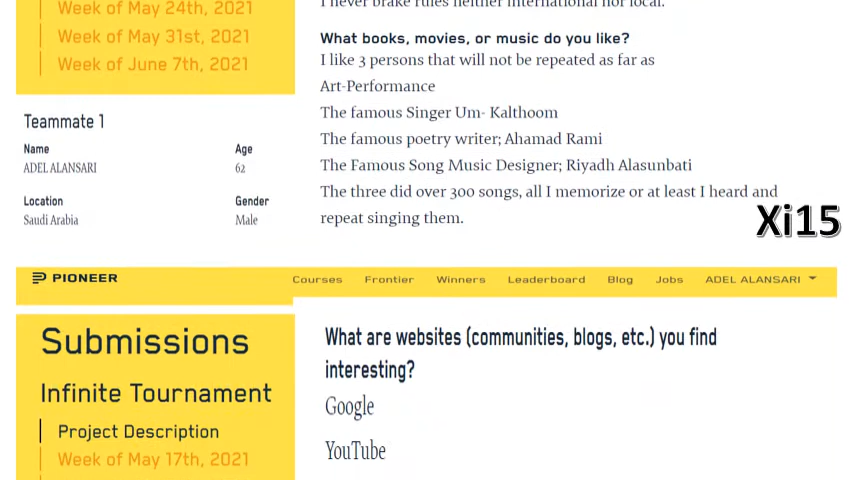 Week of May 24th, 2021
Week of May 31st, 2021
Week of June 7th, 2021
Teammate 1
Name
Age
ADEL ALANSARI
62
Location
Gender
Saudi Arabia
Male
I never brake rules neither international nor local.
What books, movies, or music do you like?
I like 3 persons that will not be repeated as far as
Art-Performance
The famous Singer Um- Kalthoom
The famous poetry writer; Ahamad Rami
The Famous Song Music Designer; Riyadh Alasunbati
The three did over 300 songs, all I memorize or at least I heard and
repeat singing them.
Xi15
PIONEER
Courses Frontier Winners Leaderboard Blog Jobs ADEL ALANSARI
Submissions
Infinite Tournament
Project Description
Week of May 17th, 2021
What are websites (communities, blogs, etc.) you find
interesting?
Google
YouTube